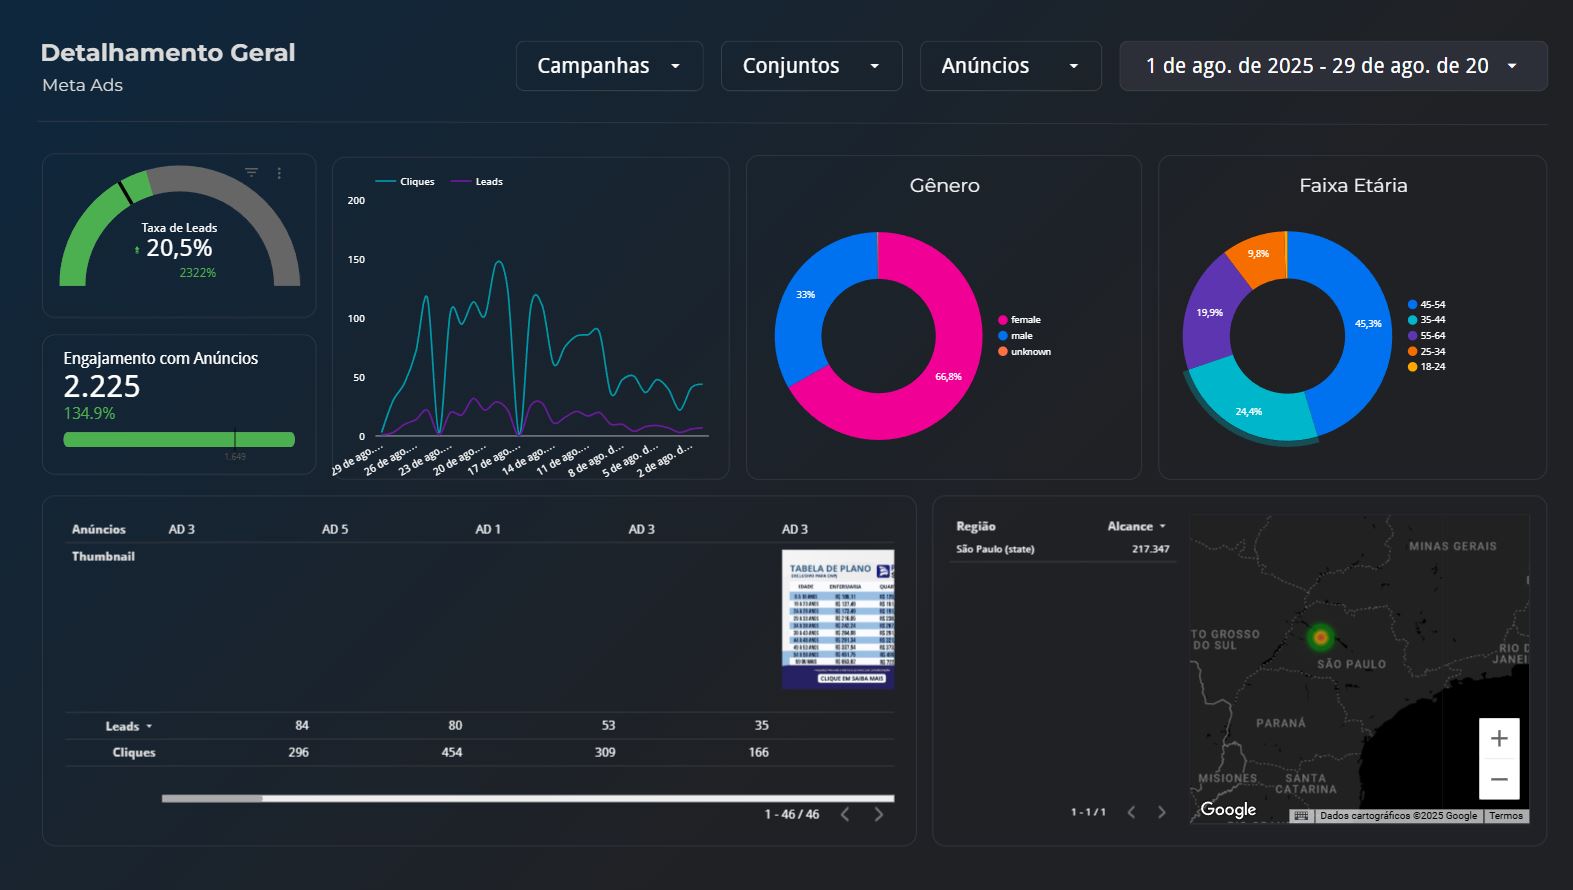 Detalhamento Geral
Meta Ads
Campanhas
Conjuntos
Anúncios
1 de ago. de 2025 - 29 de ago. de 20
Taxa de Leads
20,5%
2322%
Engajamento com Anúncios
2.225
134.9%
1.649
Cliques
Leads
200
150
100
50
0
29 de ago....
26 de ago....
23 de ago....
20 de ago....
17 de ago....
14 de ago....
11 de ago....
8 de ago. d...
5 de ago. d...
2 de ago. d...
Gênero
33%
66,8%
female
male
unknown
Faixa Etária
9,8%
19,9%
45,3%
24,4%
45-54
35-44
55-64
25-34
18-24
Anúncios AD 3 AD 5 AD 1 AD 3 AD 3
Thumbnail
TABELA DE PLANO
IDADE ENFERMARIA
CLIQUE EM SAIBA MAIS
Leads 84 80 53 35
Cliques 296 454 309 166
1 - 46 / 46
Região Alcance
São Paulo (state) 217.347
1 - 1 / 1
MINAS GERAIS
TO GROSSO
DO SUL
SÃO PAULO
RIO D
JANEI
PARANÁ
MISIONES
SANTA
CATARINA
Google
Dados cartográficos ©2025 Google
Termos